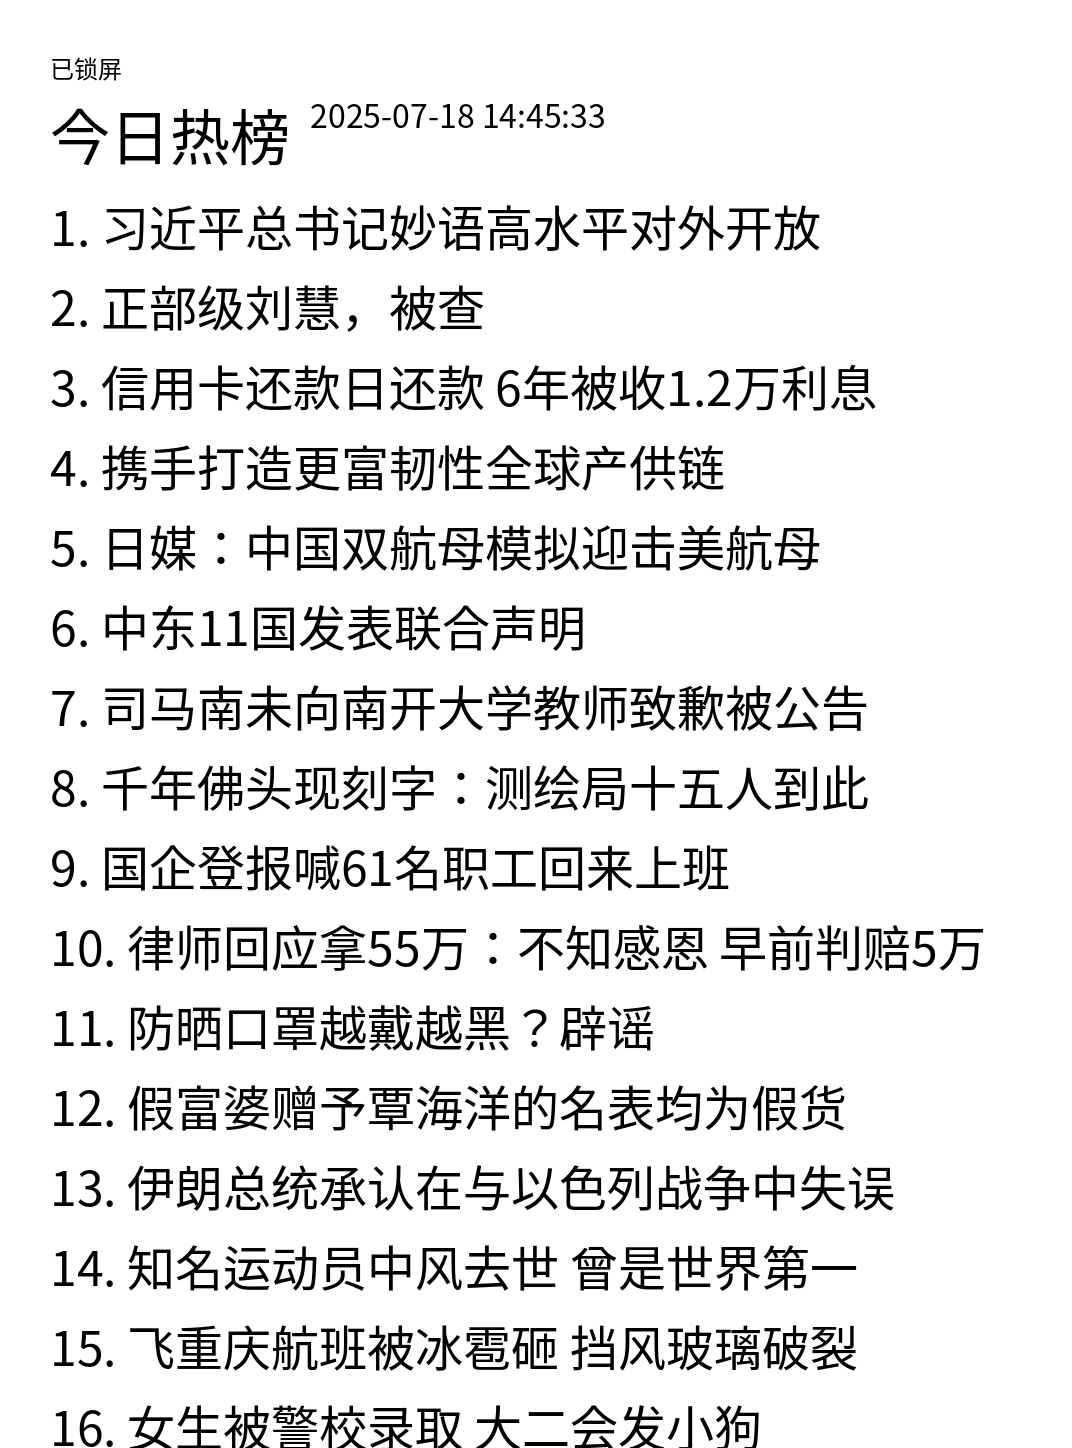 已锁屏
今日热榜 2025-07-18 14:45:33
1. 习近平总书记妙语高水平对外开放
2. 正部级刘慧，被查
3. 信用卡还款日还款 6年被收1.2万利息
4. 携手打造更富韧性全球产供链
5. 日媒：中国双航母模拟迎击美航母
6. 中东11国发表联合声明
7. 司马南未向南开大学教师致歉被公告
8. 千年佛头现刻字：测绘局十五人到此
9. 国企登报喊61名职工回来上班
10. 律师回应拿55万：不知感恩 早前判赔5万
11. 防晒口罩越戴越黑？辟谣
12. 假富婆赠予覃海洋的名表均为假货
13. 伊朗总统承认在与以色列战争中失误
14. 知名运动员中风去世 曾是世界第一
15. 飞重庆航班被冰雹砸 挡风玻璃破裂
16. 女生被警校录取 大二会发小狗